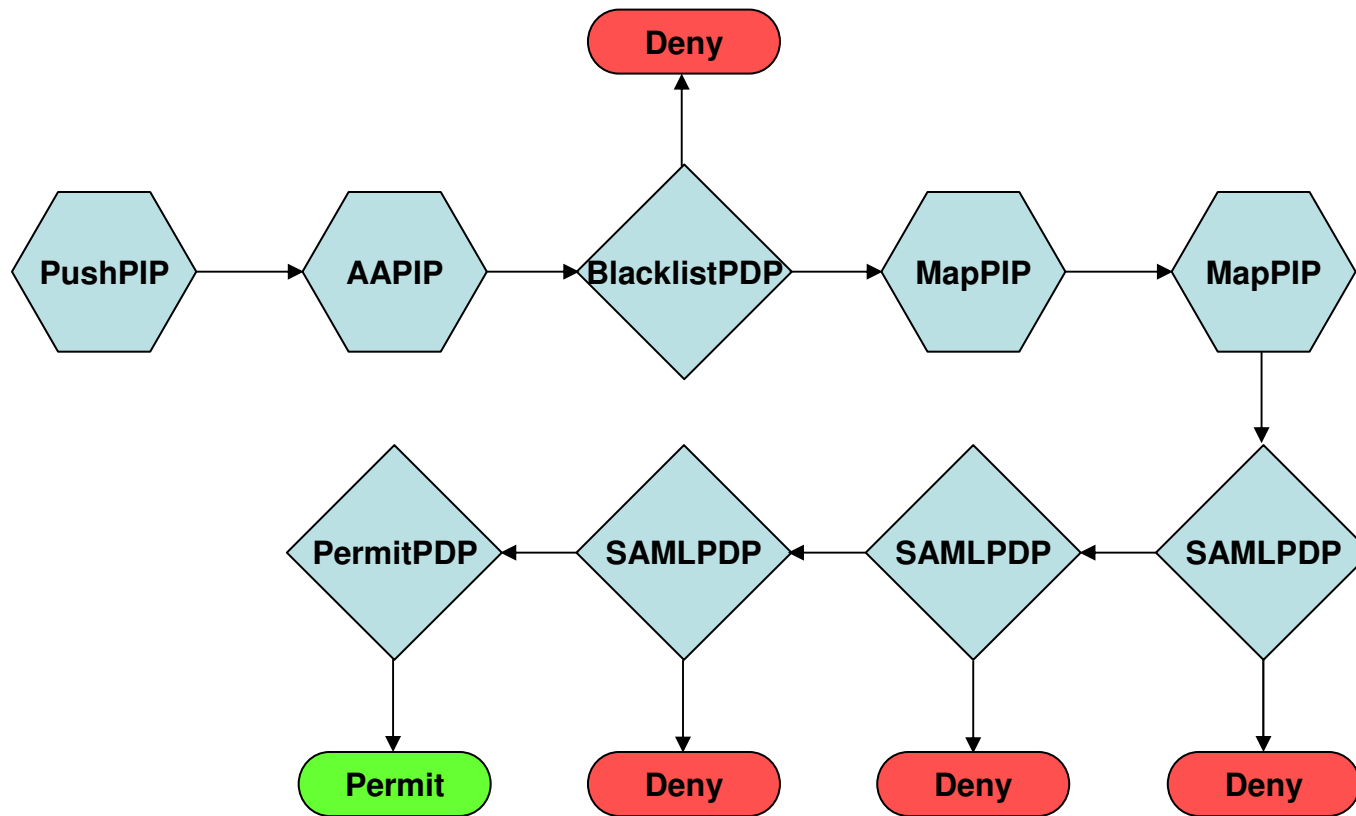 Deny
PushPIP
AAPIP
BlacklistPDP
MapPIP
MapPIP
PermitPDP
SAMLPDP
SAMLPDP
SAMLPDP
Permit
Deny
Deny
Deny